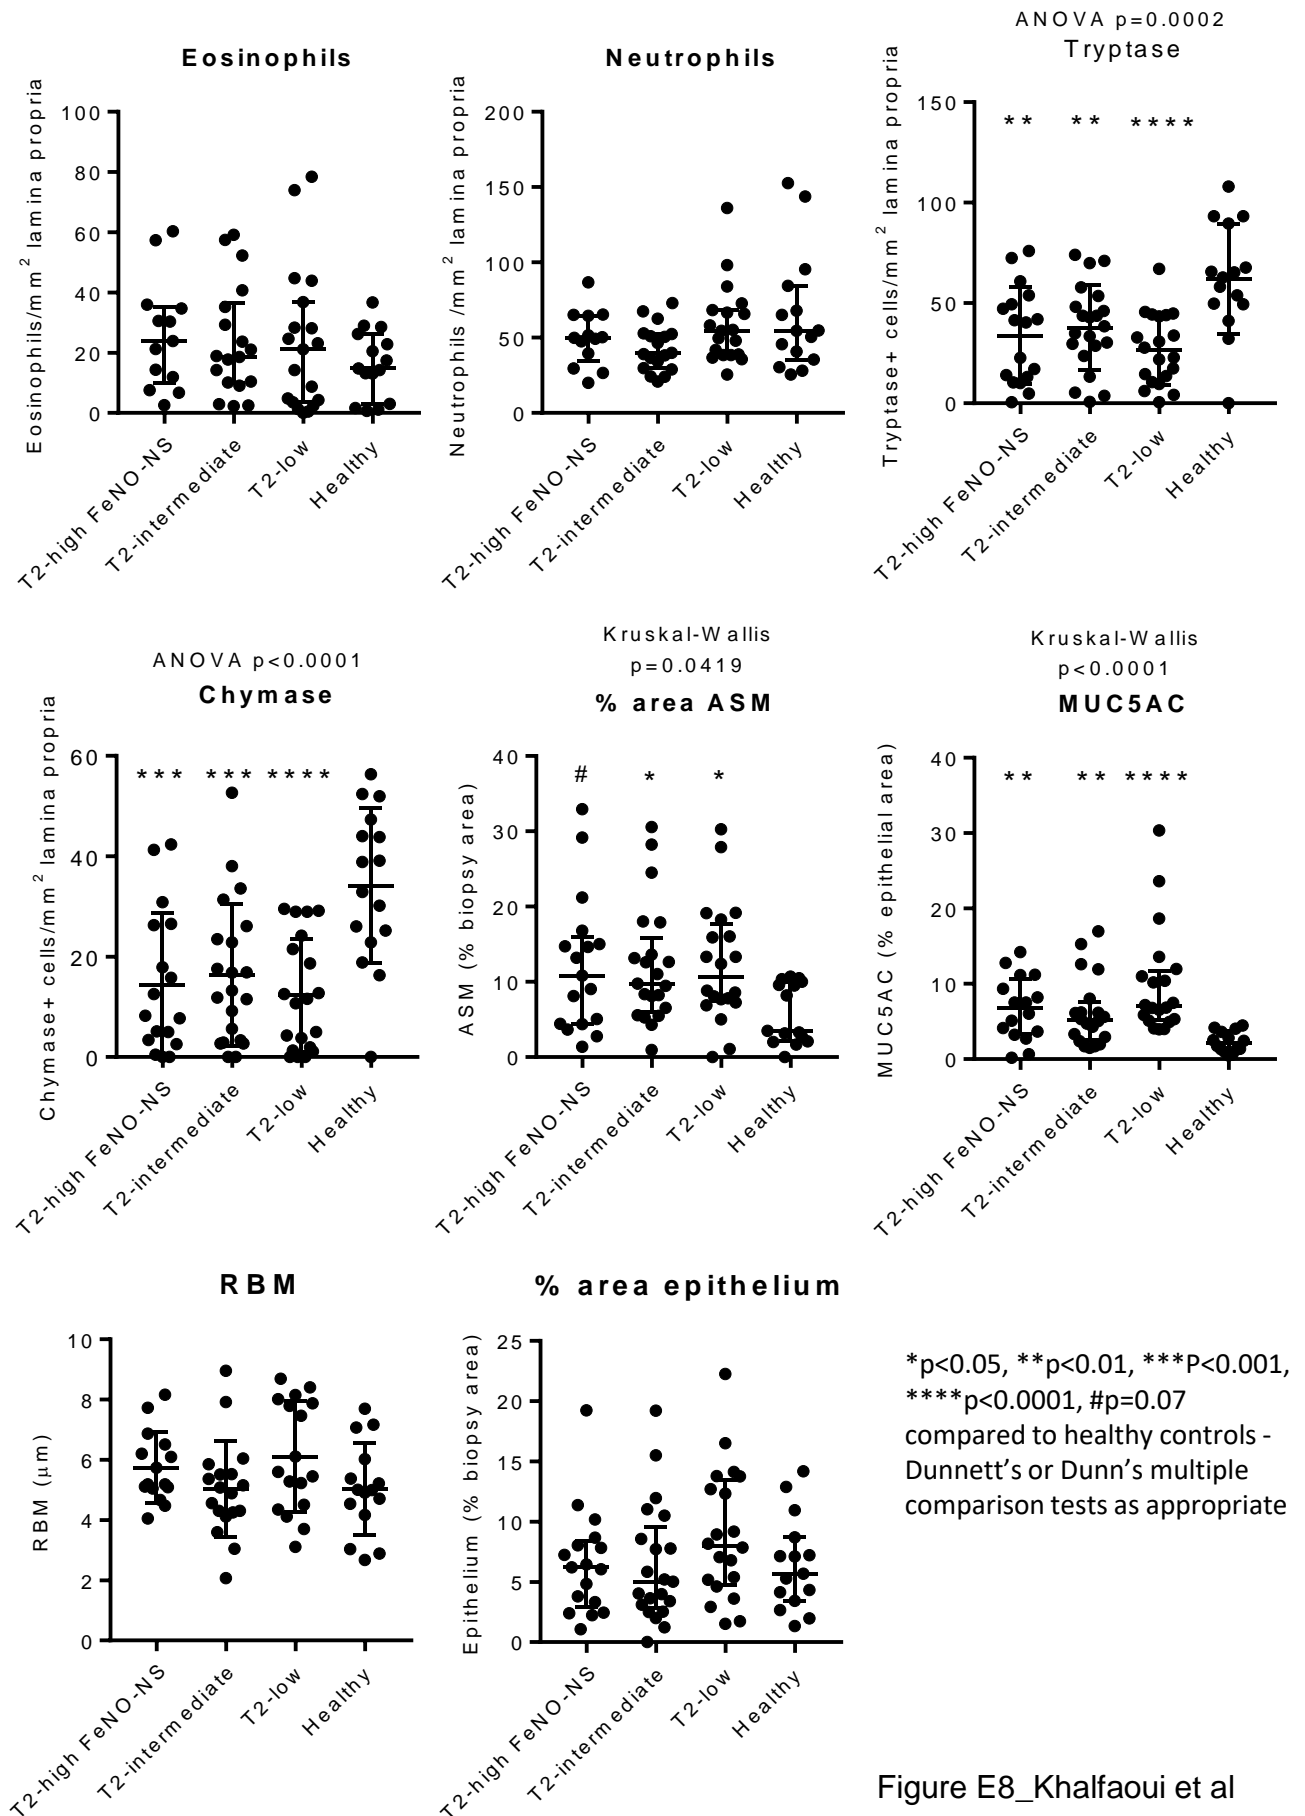 Eosinophils
Eosinophils/mm² lamina propria
100
80
60
40
20
0
T2-high FeNO-NS
T2-intermediate
T2-low
Healthy
Neutrophils
Neutrophils /mm² lamina propria
200
150
100
50
0
T2-high FeNO-NS
T2-intermediate
T2-low
Healthy
ANOVA p=0.0002
Tryptase
Tryptase+ cells/mm² lamina propria
150
100
50
0
** ** ****
T2-high FeNO-NS
T2-intermediate
T2-low
Healthy
ANOVA p<0.0001
Chymase
Chymase+ cells/mm² lamina propria
60
40
20
0
*** *** ****
T2-high FeNO-NS
T2-intermediate
T2-low
Healthy
Kruskal-Wallis
p=0.0419
% area ASM
ASM (% biopsy area)
40
30
20
10
0
# * *
T2-high FeNO-NS
T2-intermediate
T2-low
Healthy
Kruskal-Wallis
p<0.0001
MUC5AC
MUC5AC (% epithelial area)
40
30
20
10
0
** ** ****
T2-high FeNO-NS
T2-intermediate
T2-low
Healthy
RBM
RBM (μm)
10
8
6
4
2
0
T2-high FeNO-NS
T2-intermediate
T2-low
Healthy
% area epithelium
Epithelium (% biopsy area)
25
20
15
10
5
0
T2-high FeNO-NS
T2-intermediate
T2-low
Healthy
*p<0.05, **p<0.01, ***P<0.001,
****p<0.0001, #p=0.07
compared to healthy controls -
Dunnett’s or Dunn’s multiple
comparison tests as appropriate
Figure E8_Khalfaoui et al